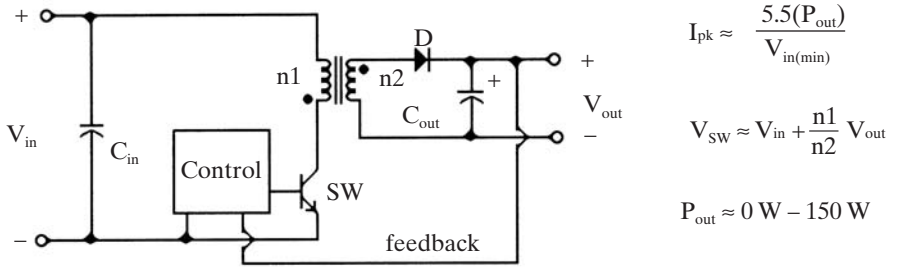 +
D
n1
n2
+
+
V_in
C_in
C_out
V_out
−
Control
SW
−
feedback
I_pk ≈ 5.5(P_out) / V_in(min)
V_SW ≈ V_in + n1/n2 V_out
P_out ≈ 0 W – 150 W